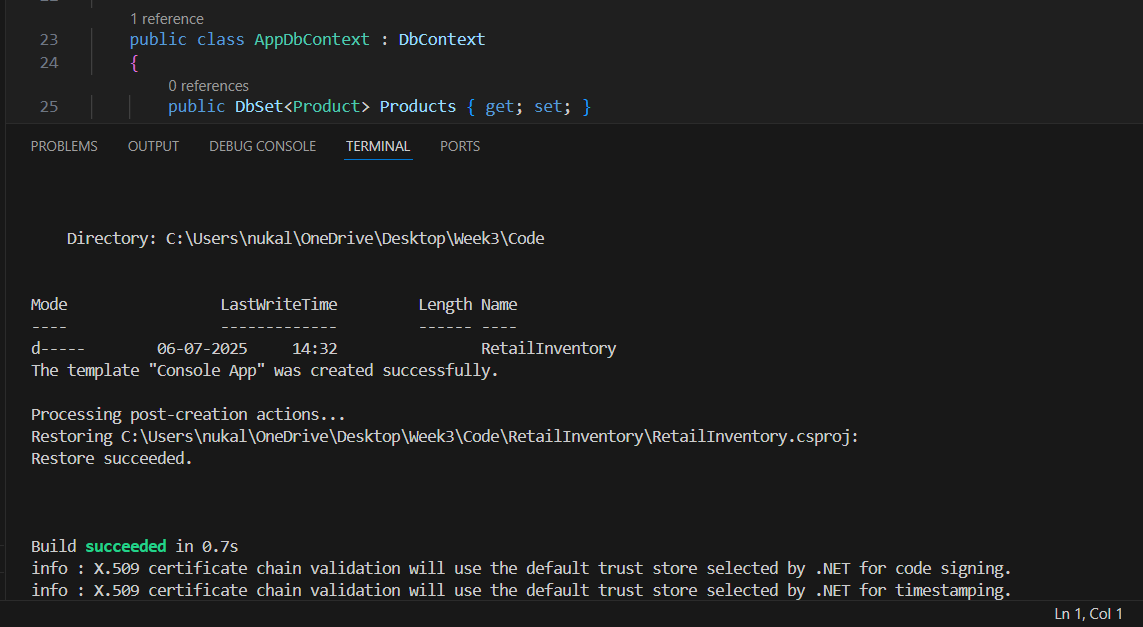 1 reference
23 public class AppDbContext : DbContext
24 {
0 references
25 public DbSet<Product> Products { get; set; }
PROBLEMS OUTPUT DEBUG CONSOLE TERMINAL PORTS
Directory: C:\Users\nukal\OneDrive\Desktop\Week3\Code
Mode LastWriteTime Length Name
---- ------------- ------ ----
d----- 06-07-2025 14:32 RetailInventory
The template "Console App" was created successfully.
Processing post-creation actions...
Restoring C:\Users\nukal\OneDrive\Desktop\Week3\Code\RetailInventory\RetailInventory.csproj:
Restore succeeded.
Build succeeded in 0.7s
info : X.509 certificate chain validation will use the default trust store selected by .NET for code signing.
info : X.509 certificate chain validation will use the default trust store selected by .NET for timestamping.
Ln 1, Col 1